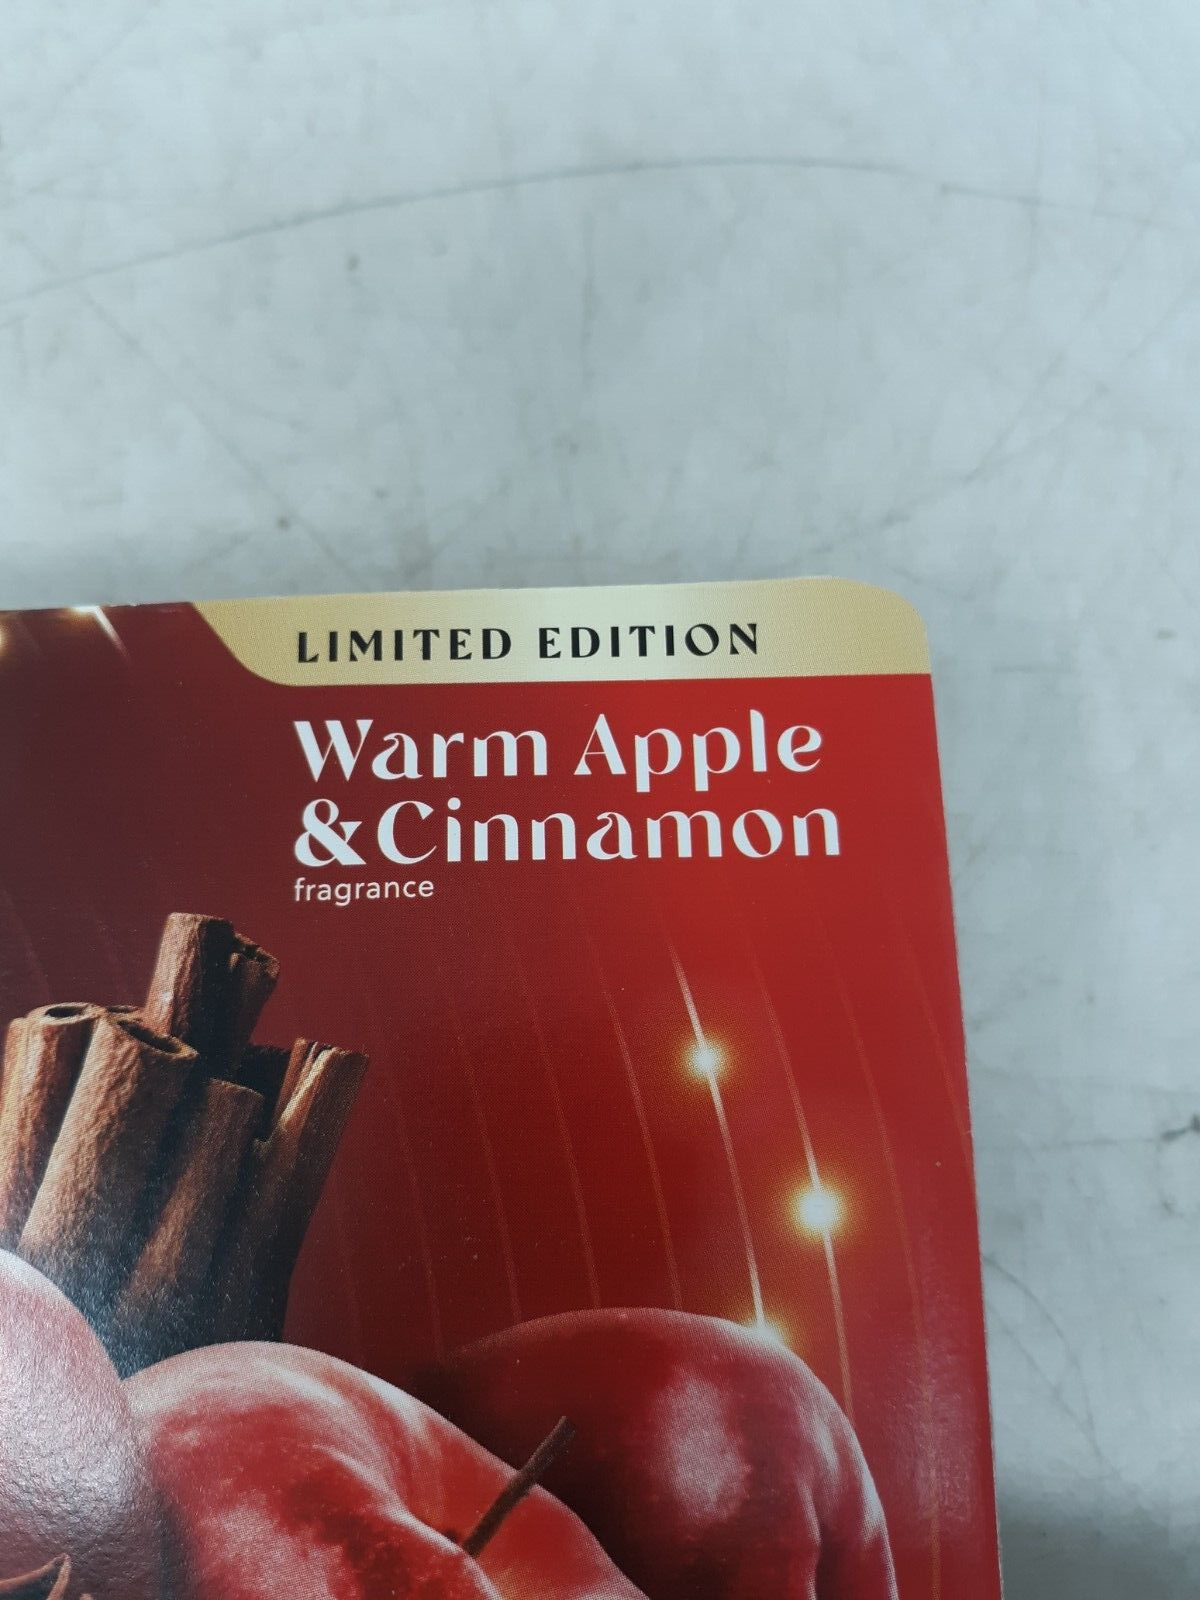 LIMITED EDITION
Warm Apple
& Cinnamon
fragrance